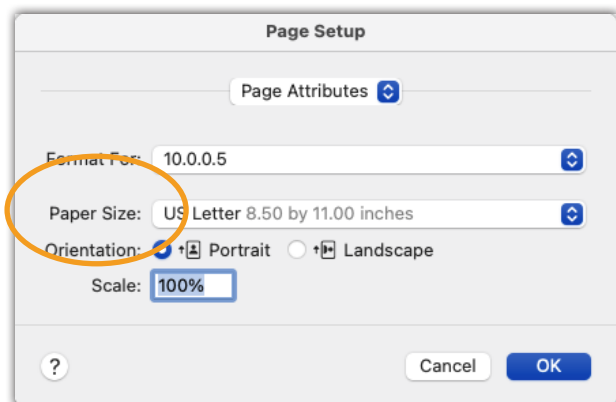 Page Setup
Page Attributes
Format For: 10.0.0.5
Paper Size: US Letter 8.50 by 11.00 inches
Orientation: Portrait Landscape
Scale: 100%
? Cancel OK